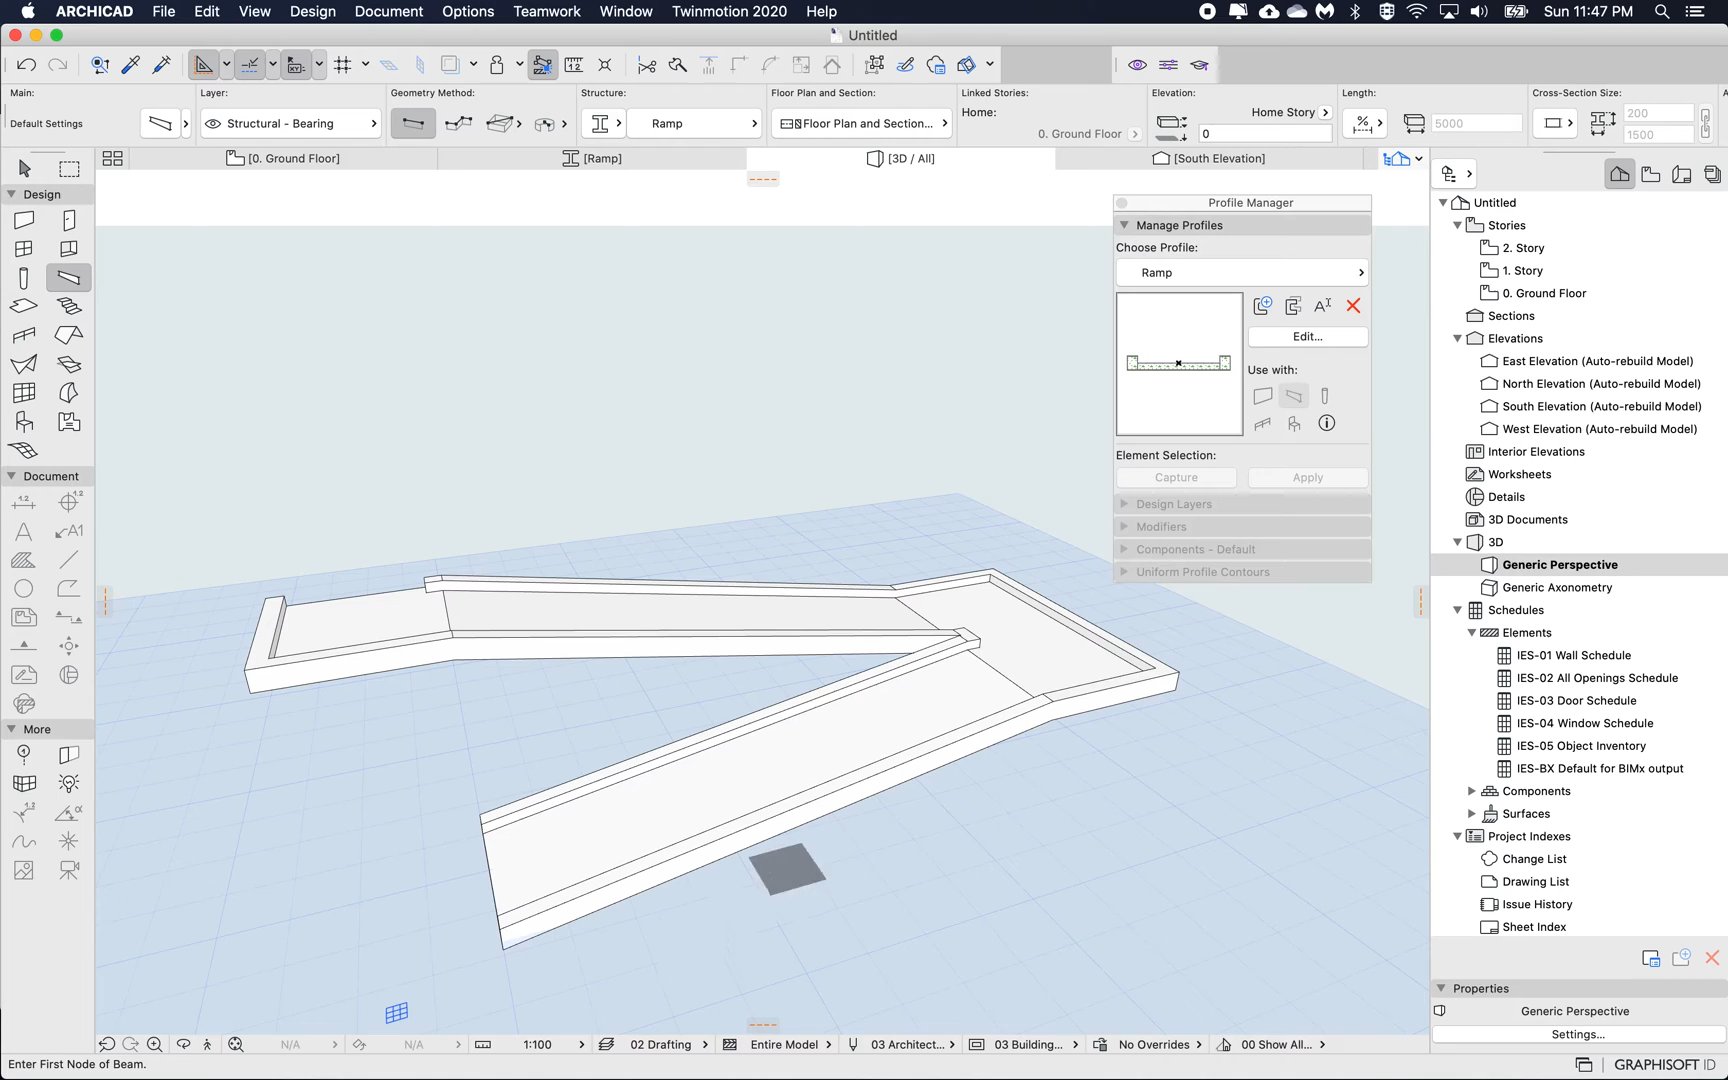 ARCHICAD File Edit View Design Document Options Teamwork Window Twinmotion 2020 Help
Sun 11:47 PM
Untitled
Main:
Layer:
Geometry Method:
Structure:
Floor Plan and Section:
Linked Stories:
Elevation:
Length:
Cross-Section Size:
Default Settings
Structural - Bearing
Ramp
Floor Plan and Section...
Home:
0. Ground Floor
Home Story
0
5000
200
1500
[0. Ground Floor]
[Ramp]
[3D / All]
[South Elevation]
Design
Document
1.2
1.2
A
A1
More
1
1.2
Profile Manager
Manage Profiles
Choose Profile:
Ramp
Edit...
Use with:
Element Selection:
Capture
Apply
Design Layers
Modifiers
Components - Default
Uniform Profile Contours
Untitled
Stories
2. Story
1. Story
0. Ground Floor
Sections
Elevations
East Elevation (Auto-rebuild Model)
North Elevation (Auto-rebuild Model)
South Elevation (Auto-rebuild Model)
West Elevation (Auto-rebuild Model)
Interior Elevations
Worksheets
Details
3D Documents
3D
Generic Perspective
Generic Axonometry
Schedules
Elements
IES-01 Wall Schedule
IES-02 All Openings Schedule
IES-03 Door Schedule
IES-04 Window Schedule
IES-05 Object Inventory
IES-BX Default for BIMx output
Components
Surfaces
Project Indexes
Change List
Drawing List
Issue History
Sheet Index
Properties
Generic Perspective
Settings...
N/A
N/A
1:100
02 Drafting
Entire Model
03 Architect...
03 Building...
No Overrides
00 Show All...
Enter First Node of Beam.
GRAPHISOFT ID